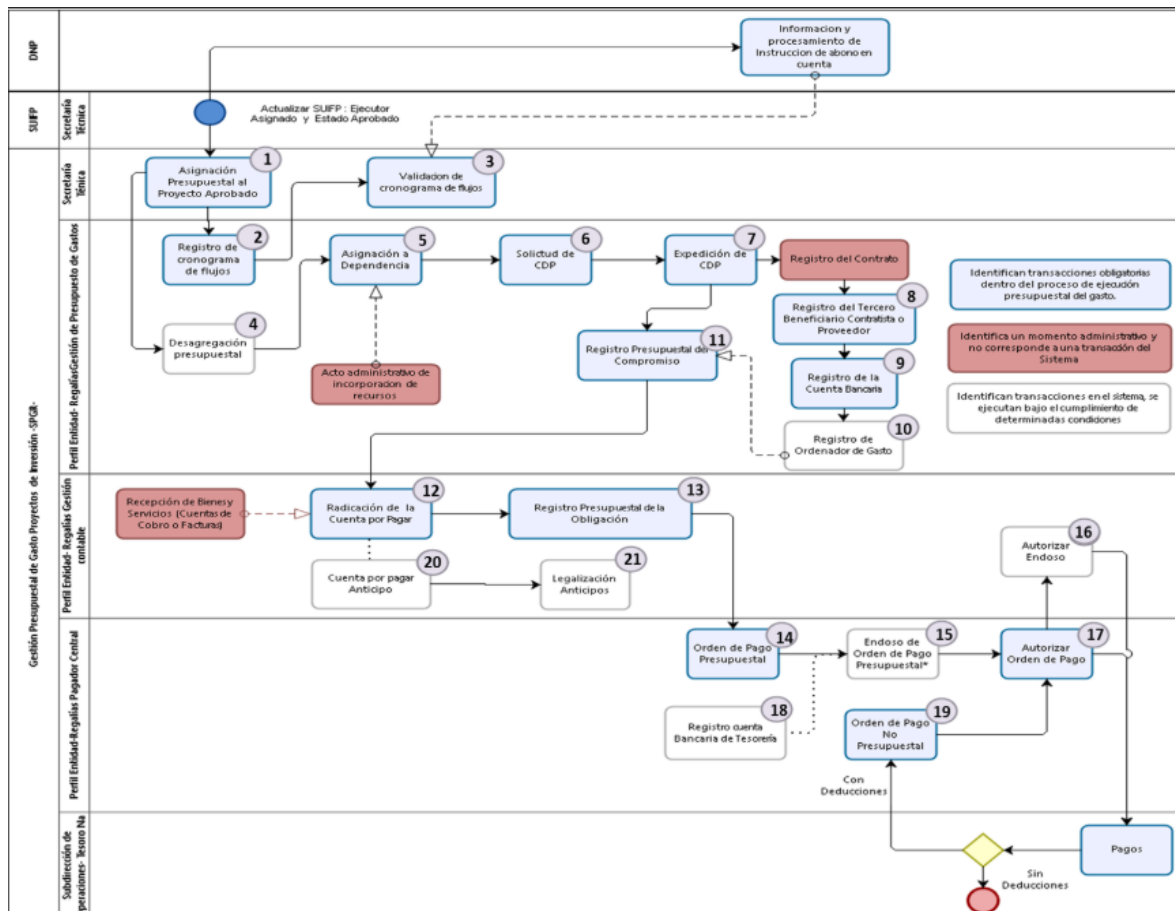 DNP
Informacion y
procesamiento de
Instruccion de abono en
cuenta
SUIFP
Secretaría
Técnica
Actualizar SUIFP : Ejecutor
Asignado y Estado Aprobado
Gestión Presupuestal de Gasto Proyectos de Inversión -SPGR-
Secretaría
Ténica
1
Asignación
Presupuestal al
Proyecto Aprobado
3
Validacion de
cronograma de flujos
Perfil Entidad- RegalíasGestión de Presupuesto de Gastos
2
Registro de
cronograma
de flujos
5
Asignación a
Dependencia
6
Solictud de
CDP
7
Expedición de
CDP
Registro del Contrato
4
Desagregación
presupuestal
8
Registro del Tercero
Beneficiario Contratista o
Proveedor
11
Registro Presupuestal del
Compromiso
Acto administrativo de
incorporacion de
recursos
9
Registro de la
Cuenta Bancaria
10
Registro de
Ordenador de Gasto
Identifican transacciones obligatorias
dentro del proceso de ejecución
presupuestal del gasto.
Identifica un momento administrativo y
no corresponde a una transacción del
Sistema
Identifican transacciones en el sistema, se
ejecutan bajo el cumplimiento de
determinadas condiciones
Perfil Entidad- Regalías Gestión
contable
Recepción de Bienes y
Servicios (Cuentas de
Cobro o Facturas)
12
Radicación de la
Cuenta por Pagar
13
Registro Presupuestal de la
Obligación
20
Cuenta por pagar
Anticipo
21
Legalización
Anticipos
16
Autorizar
Endoso
Perfil Entidad-Regalías Pagador Central
14
Orden de Pago
Presupuestal
15
Endoso de
Orden de Pago
Presupuestal*
17
Autorizar
Orden de Pago
18
Registro cuenta
Bancaria de Tesorería
19
Orden de Pago
No
Presupuestal
Con
Deducciones
Subdirección de
operaciones- Tesoro Na
Pagos
Sin
Deducciones